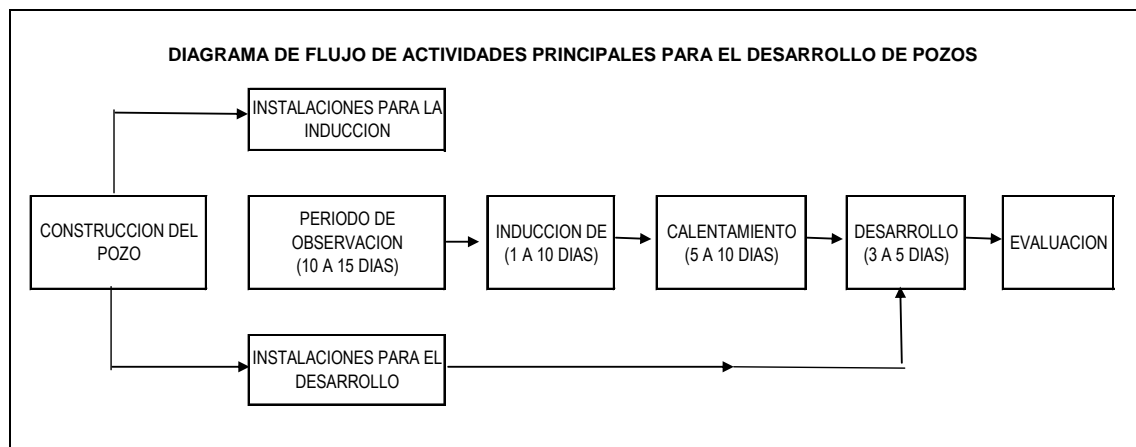 DIAGRAMA DE FLUJO DE ACTIVIDADES PRINCIPALES PARA EL DESARROLLO DE POZOS
INSTALACIONES PARA LA
INDUCCION
CONSTRUCCION DEL
POZO
PERIODO DE
OBSERVACION
(10 A 15 DIAS)
INDUCCION DE
(1 A 10 DIAS)
CALENTAMIENTO
(5 A 10 DIAS)
DESARROLLO
(3 A 5 DIAS)
EVALUACION
INSTALACIONES PARA EL
DESARROLLO